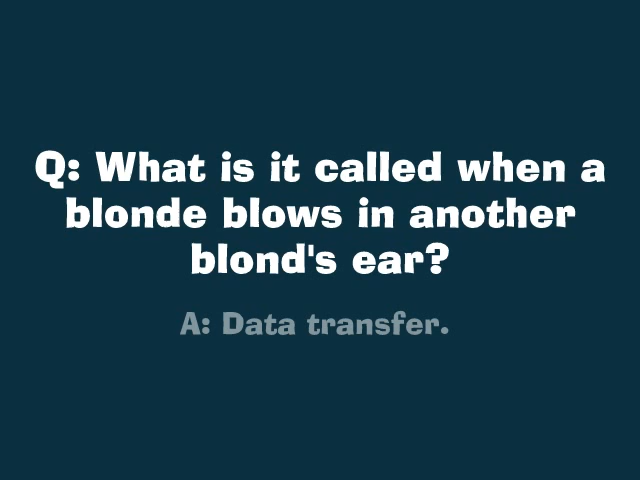 Q: What is it called when a
blonde blows in another
blond's ear?
A: Data transfer.